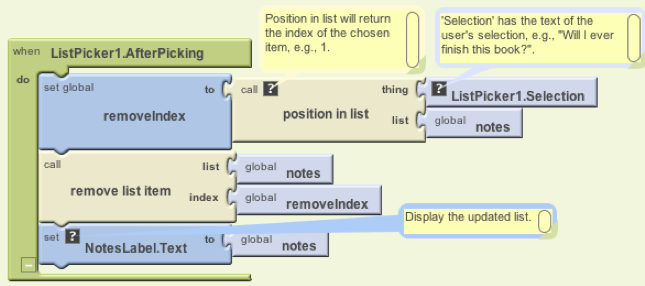 Position in list will return
the index of the chosen
item, e.g., 1.
'Selection' has the text of the
user's selection, e.g., "Will I ever
finish this book?".
when ListPicker1.AfterPicking
do
set global removeIndex to
call ? position in list thing
? ListPicker1.Selection
list
global notes
call remove list item list
global notes
index
global removeIndex
Display the updated list.
set ? NotesLabel.Text to
global notes